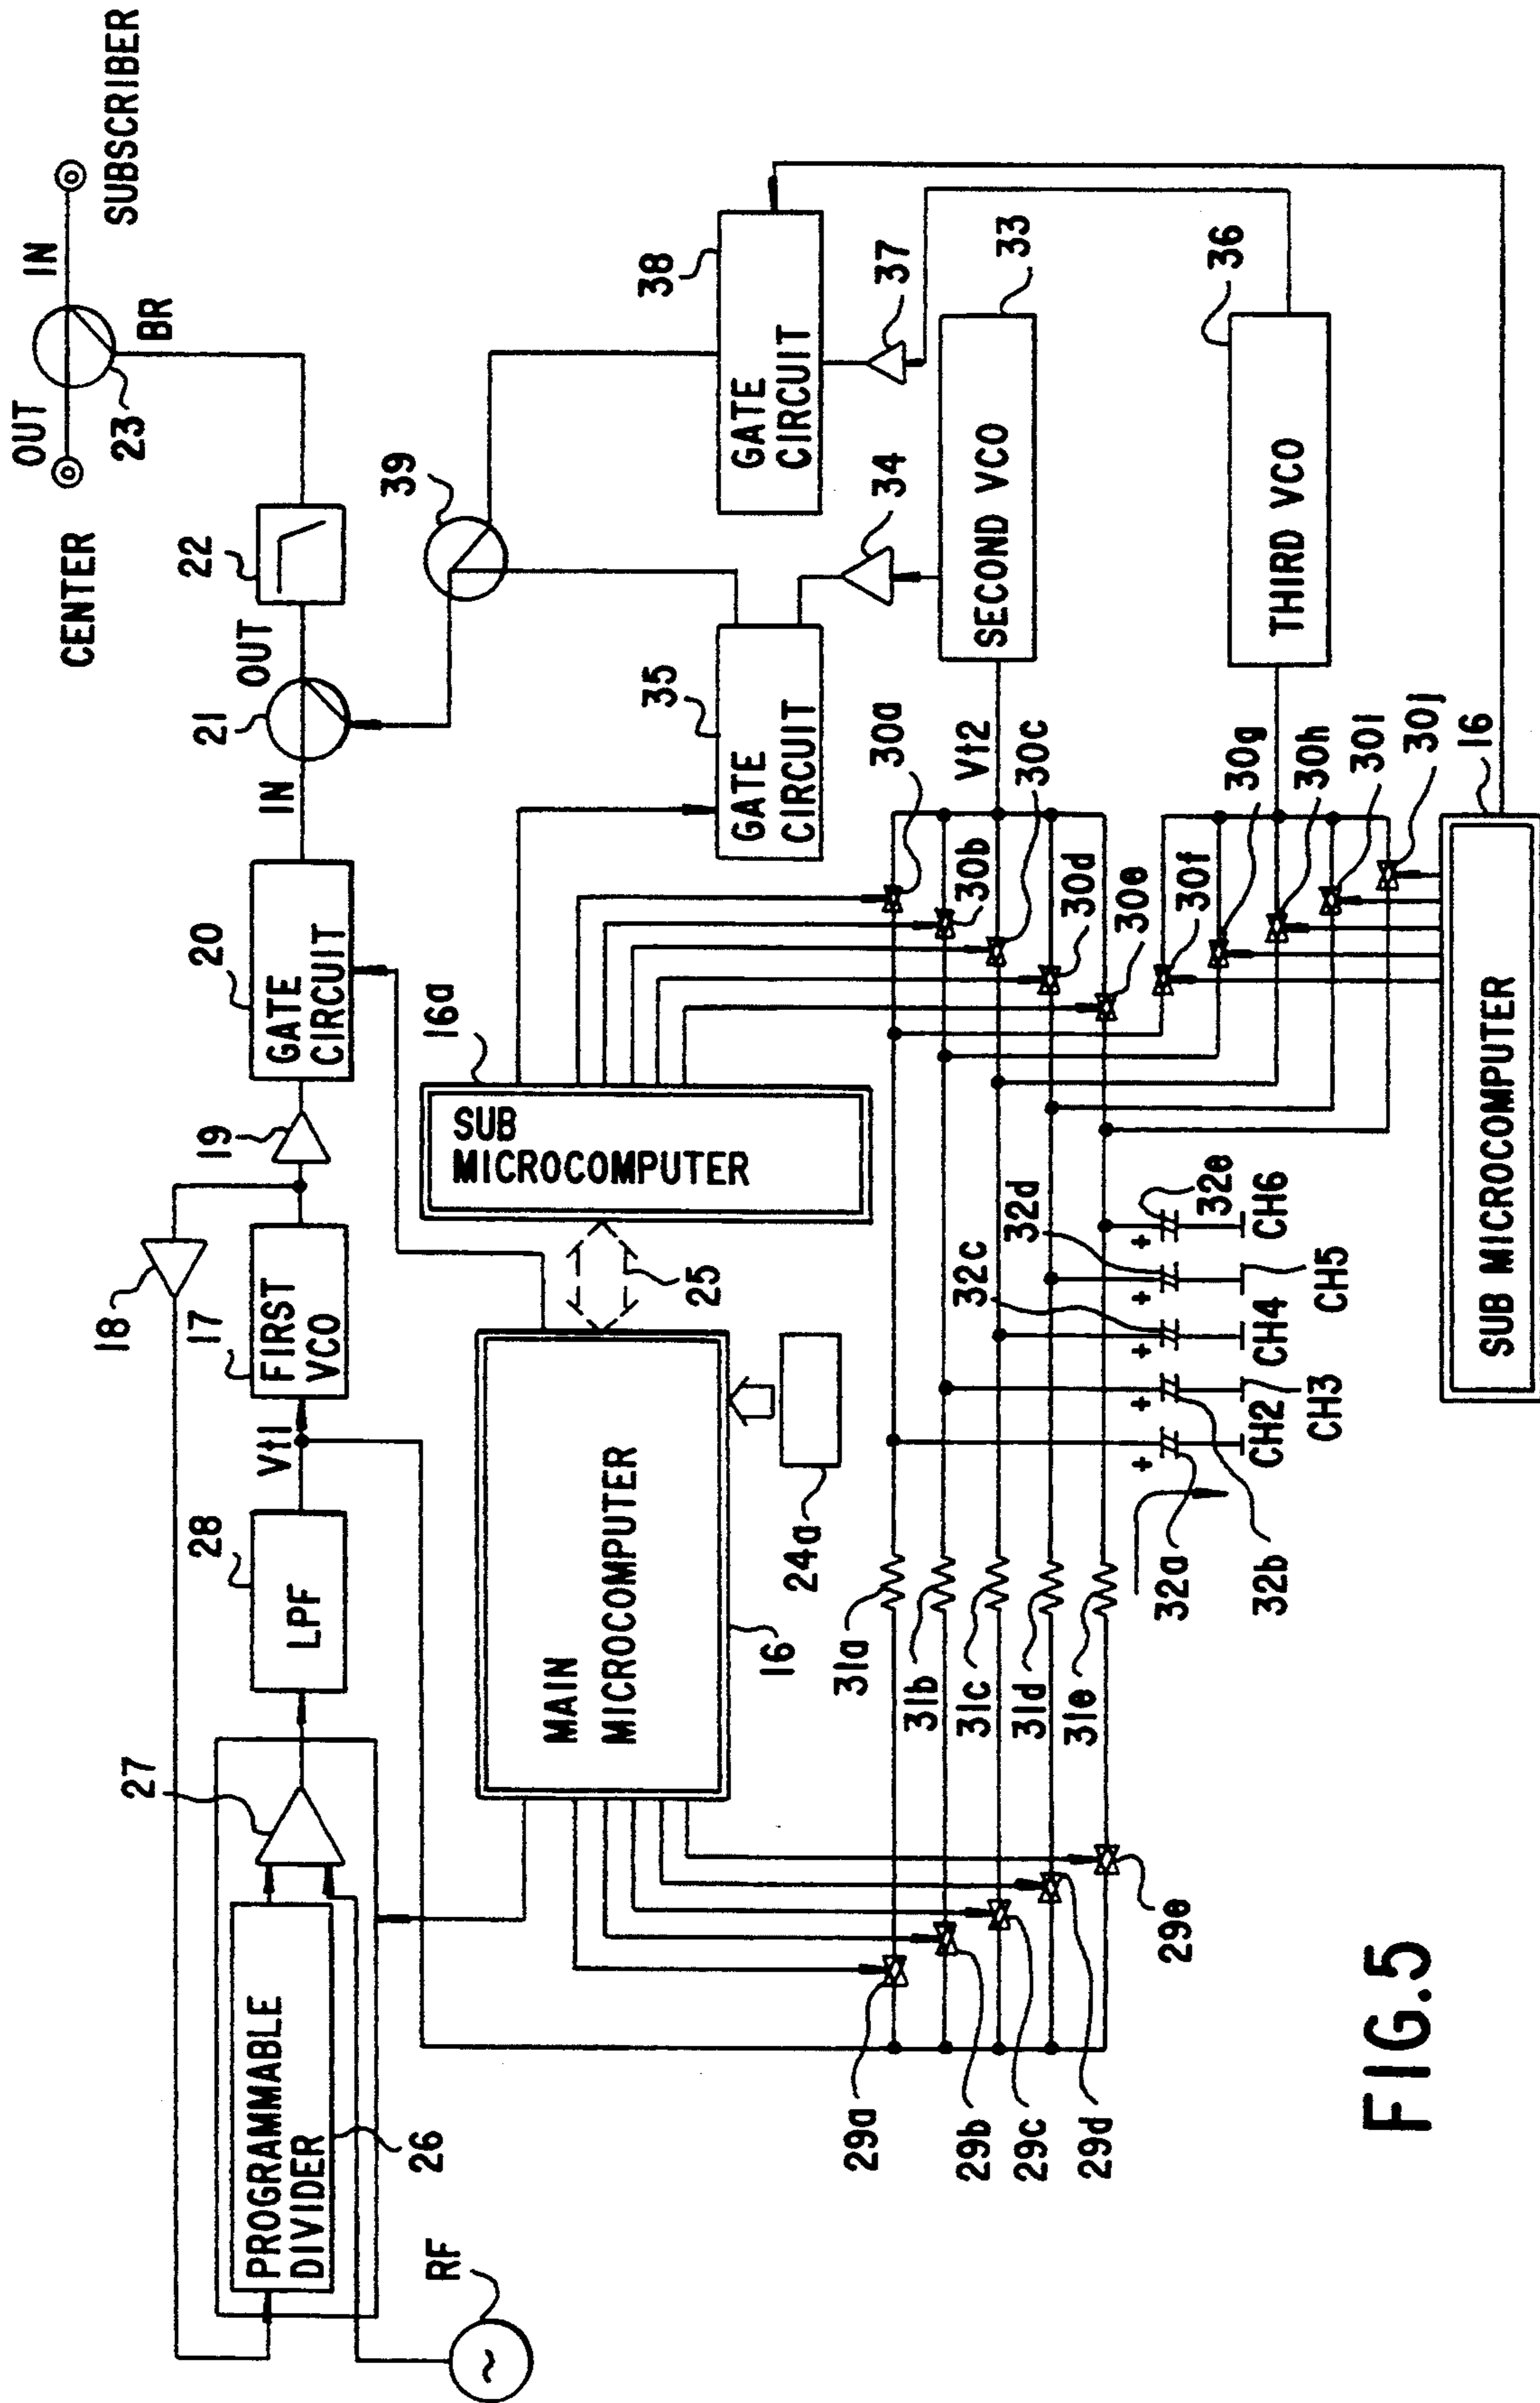 OUT
IN
SUBSCRIBER
23
BR
CENTER
22
OUT
21
IN
20
GATE
CIRCUIT
19
18
17
FIRST
VCO
Vt1
28
LPF
27
PROGRAMMABLE
DIVIDER
26
RF
39
38
GATE
CIRCUIT
37
34
35
GATE
CIRCUIT
SECOND VCO
33
36
THIRD VCO
16a
SUB
MICROCOMPUTER
25
MAIN
MICROCOMPUTER
16
24a
30a
Vt2
30b
30c
30d
30e
30f
30g
30h
30i
30j
16
SUB MICROCOMPUTER
29a
29b
29c
29d
29e
31a
31b
31c
31d
31e
32a
32b
32c
32d
32e
+
+
+
+
+
CH2
CH3
CH4
CH5
CH6
FIG.5